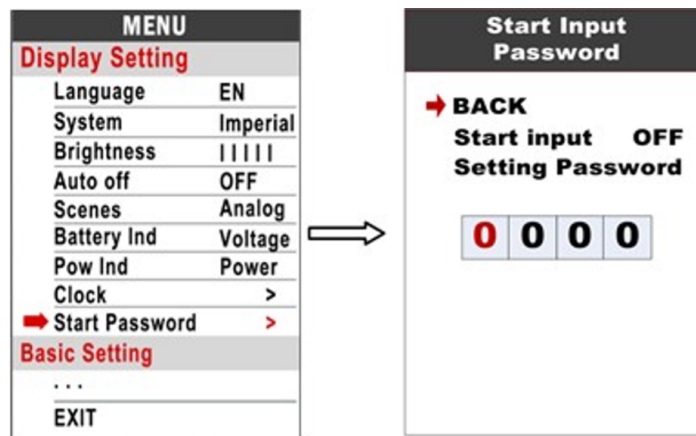 MENU
Display Setting
Language EN
System Imperial
Brightness | | | | |
Auto off OFF
Scenes Analog
Battery Ind Voltage
Pow Ind Power
Clock >
Start Password >
Basic Setting
. . .
EXIT
Start Input
Password
BACK
Start input OFF
Setting Password
0 0 0 0